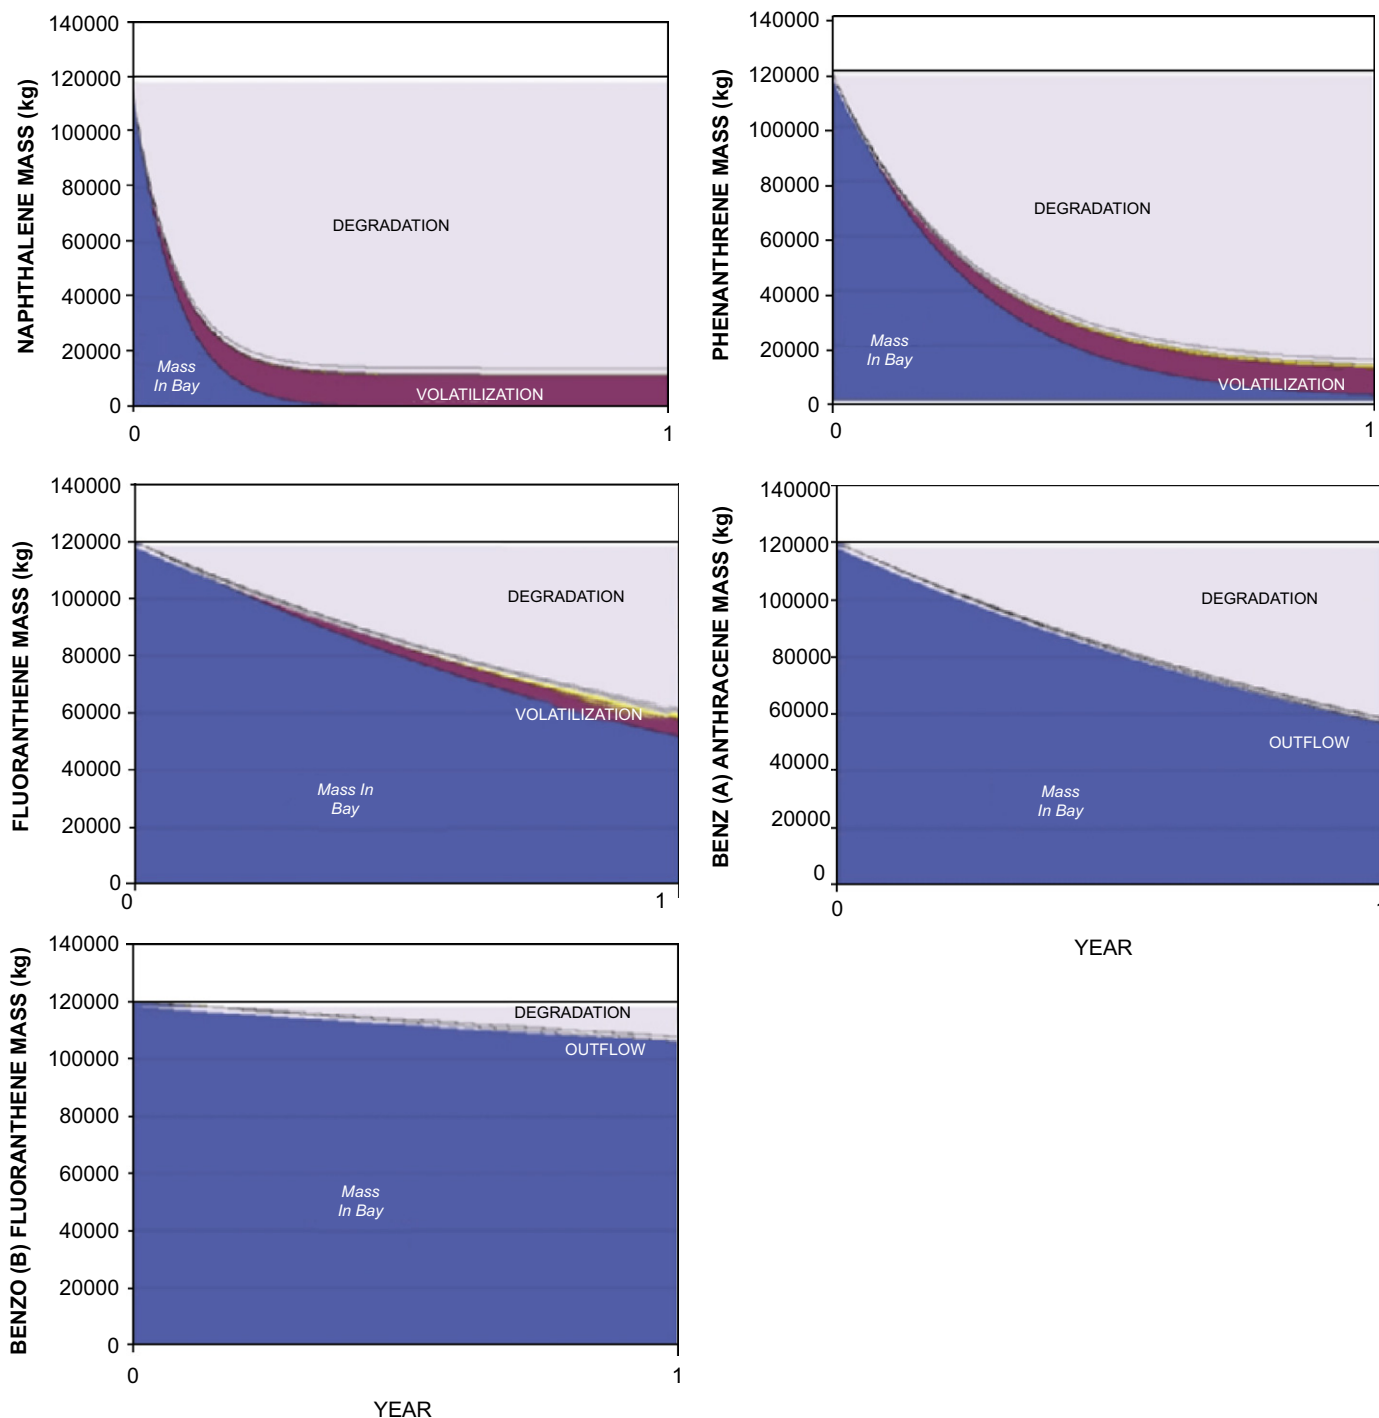 NAPHTHALENE MASS (kg)
140000
120000
100000
80000
60000
40000
20000
0
DEGRADATION
Mass
In Bay
VOLATILIZATION
0
1
PHENANTHRENE MASS (kg)
140000
120000
100000
80000
60000
40000
20000
0
DEGRADATION
Mass
In Bay
VOLATILIZATION
0
1
FLUORANTHENE MASS (kg)
140000
120000
100000
80000
60000
40000
20000
0
DEGRADATION
VOLATILIZATION
Mass In
Bay
0
1
BENZ (A) ANTHRACENE MASS (kg)
140000
120000
100000
80000
60000
40000
20000
0
DEGRADATION
OUTFLOW
Mass
In Bay
0
1
YEAR
BENZO (B) FLUORANTHENE MASS (kg)
140000
120000
100000
80000
60000
40000
20000
0
DEGRADATION
OUTFLOW
Mass
In Bay
0
1
YEAR